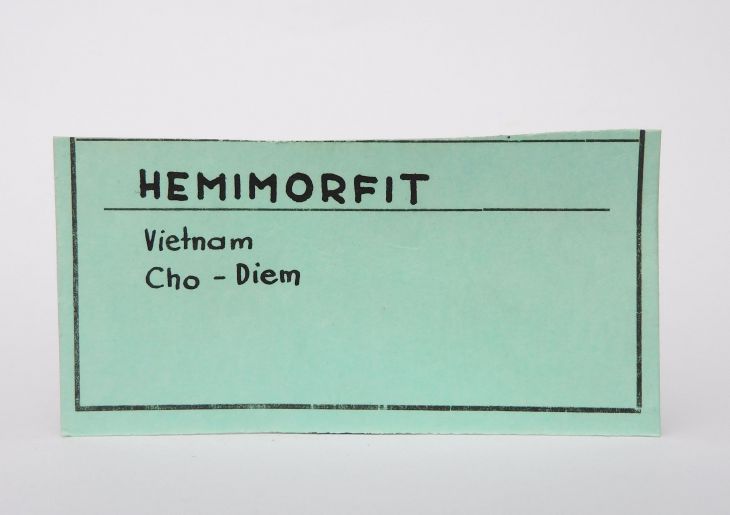 HEMIMORFIT
Vietnam
Cho - Diem